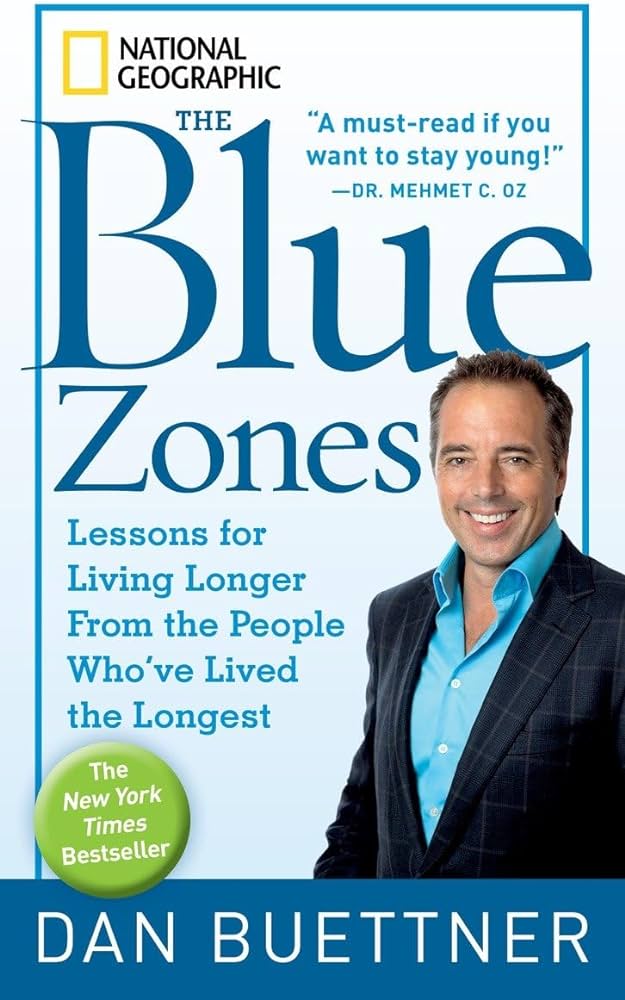 NATIONAL
GEOGRAPHIC
THE
Blue
Zones
“A must-read if you
want to stay young!”
—DR. MEHMET C. OZ
Lessons for
Living Longer
From the People
Who’ve Lived
the Longest
The
New York
Times
Bestseller
DAN BUETTNER